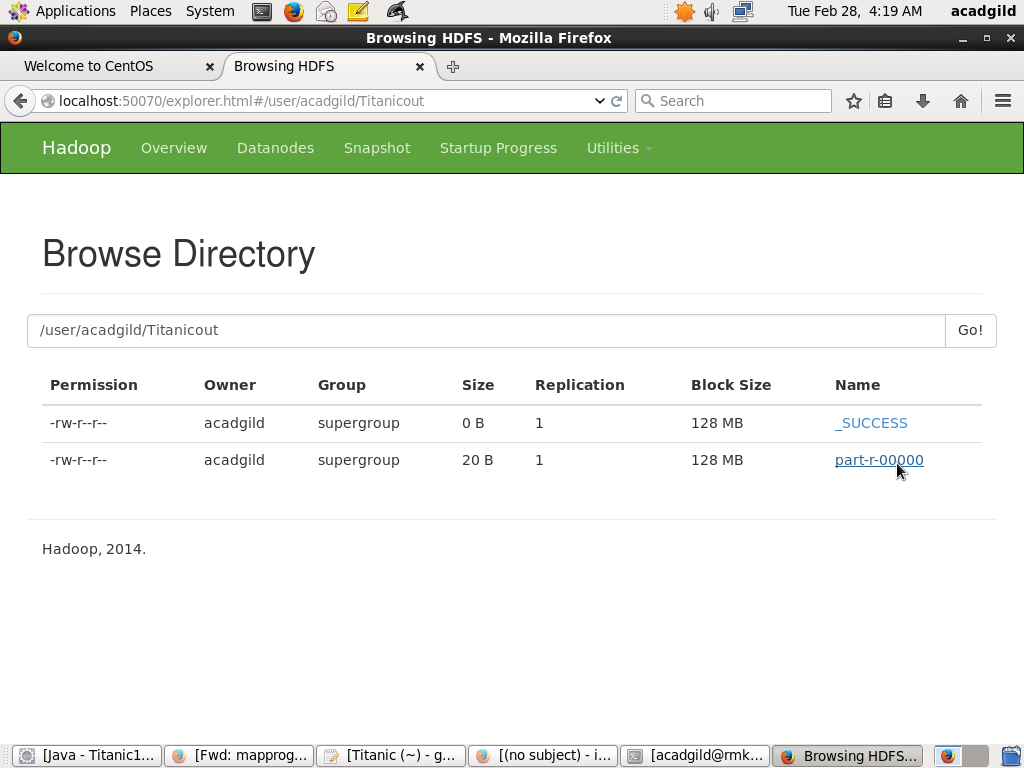 Applications Places System Tue Feb 28, 4:19 AM acadgild
Browsing HDFS - Mozilla Firefox
Welcome to CentOS Browsing HDFS
localhost:50070/explorer.html#/user/acadgild/Titanicout Search
Hadoop Overview Datanodes Snapshot Startup Progress Utilities
Browse Directory
/user/acadgild/Titanicout Go!
Permission Owner Group Size Replication Block Size Name
-rw-r--r-- acadgild supergroup 0 B 1 128 MB _SUCCESS
-rw-r--r-- acadgild supergroup 20 B 1 128 MB part-r-00000
Hadoop, 2014.
[Java - Titanic1... [Fwd: mapprog... [Titanic (~) - g... [(no subject) - i... [acadgild@rmk... Browsing HDFS...